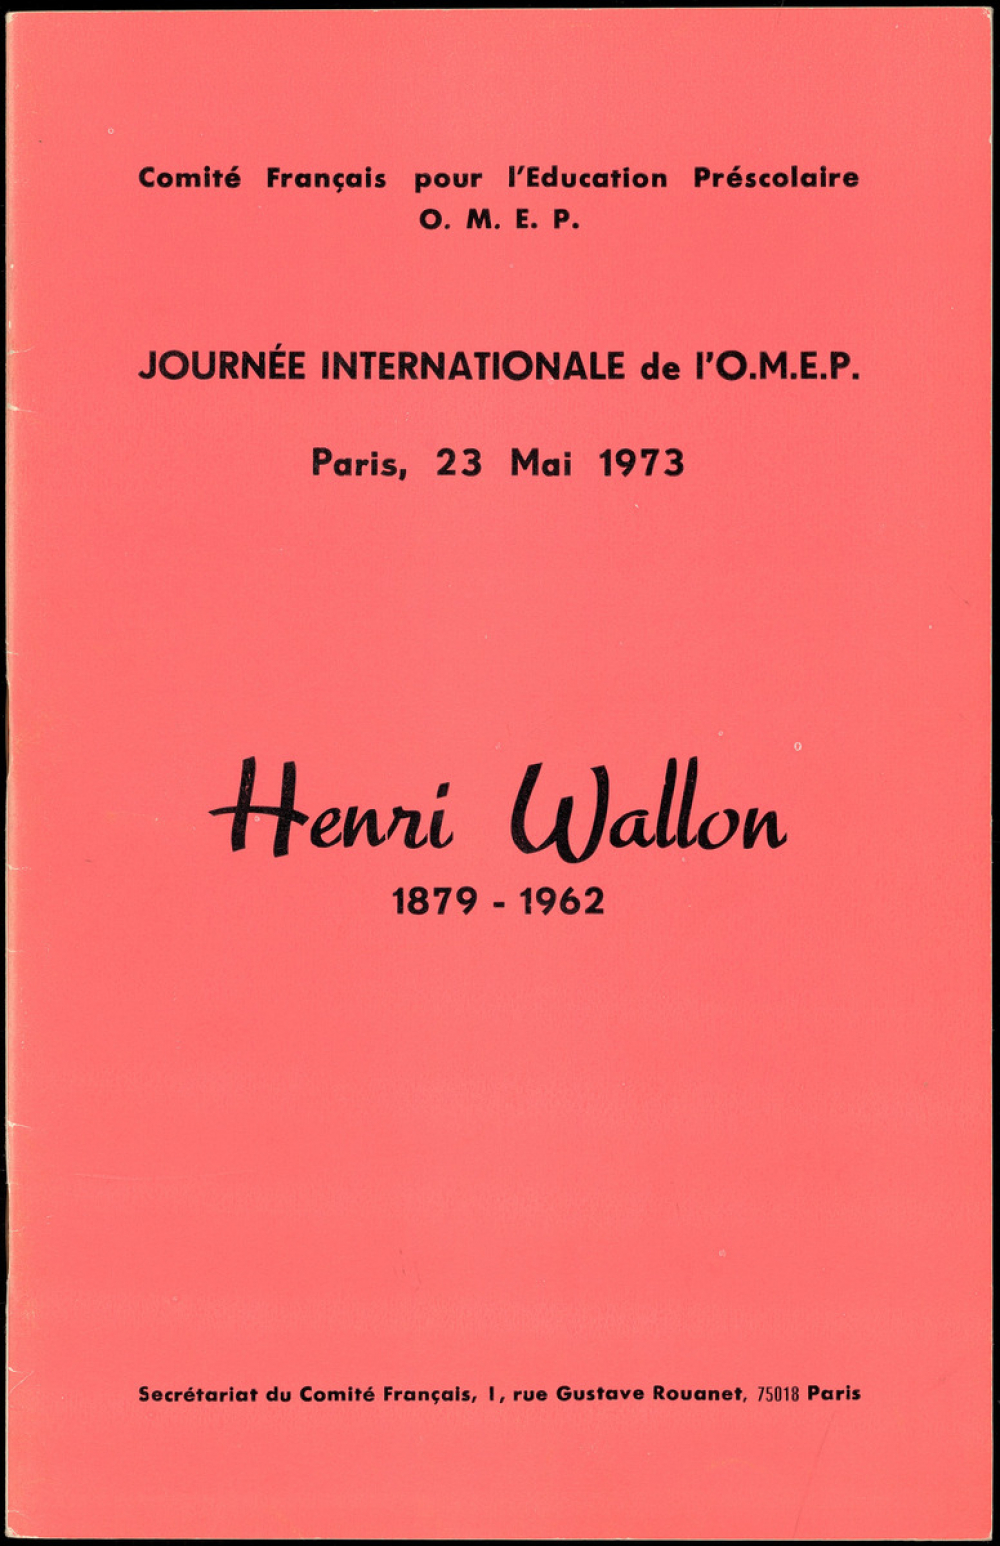 Comité Français pour l'Education Préscolaire
O. M. E. P.
JOURNÉE INTERNATIONALE de l'O.M.E.P.
Paris, 23 Mai 1973
Henri Wallon
1879 - 1962
Secrétariat du Comité Français, 1, rue Gustave Rouanet, 75018 Paris